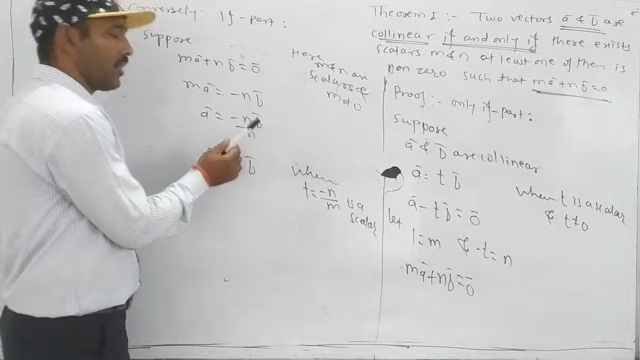 Conversely: If-part:
Suppose
mā+nb̄=ō
mā = -nb̄
ā = -nb̄
b̄
Here
m & n are
scalars &
m≠0
when
t=-n/m is a
scalar
Theorem I :- Two vectors ā & b̄ are
collinear if and only if there exists
scalars m & n at least one of them is
non zero such that mā+nb̄=0
Proof :- only if-part:
Suppose
ā & b̄ are collinear
ā = t b̄
when t is a scalar
& t≠0
ā - t b̄ = ō
let
1=m & -t=n
mā+nb̄=ō